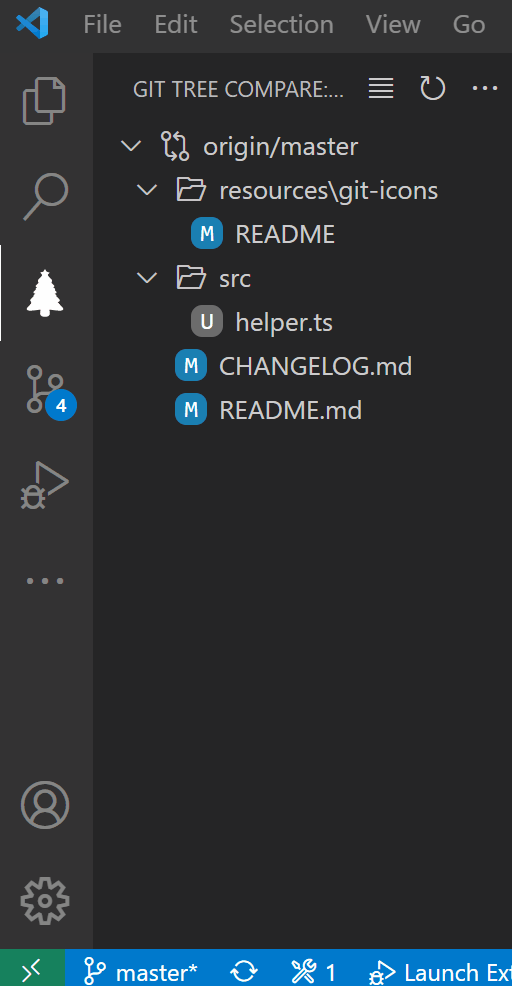 File Edit Selection View Go
GIT TREE COMPARE:...
origin/master
resources\git-icons
M README
src
U helper.ts
M CHANGELOG.md
4
M README.md
master* 1 Launch Ext